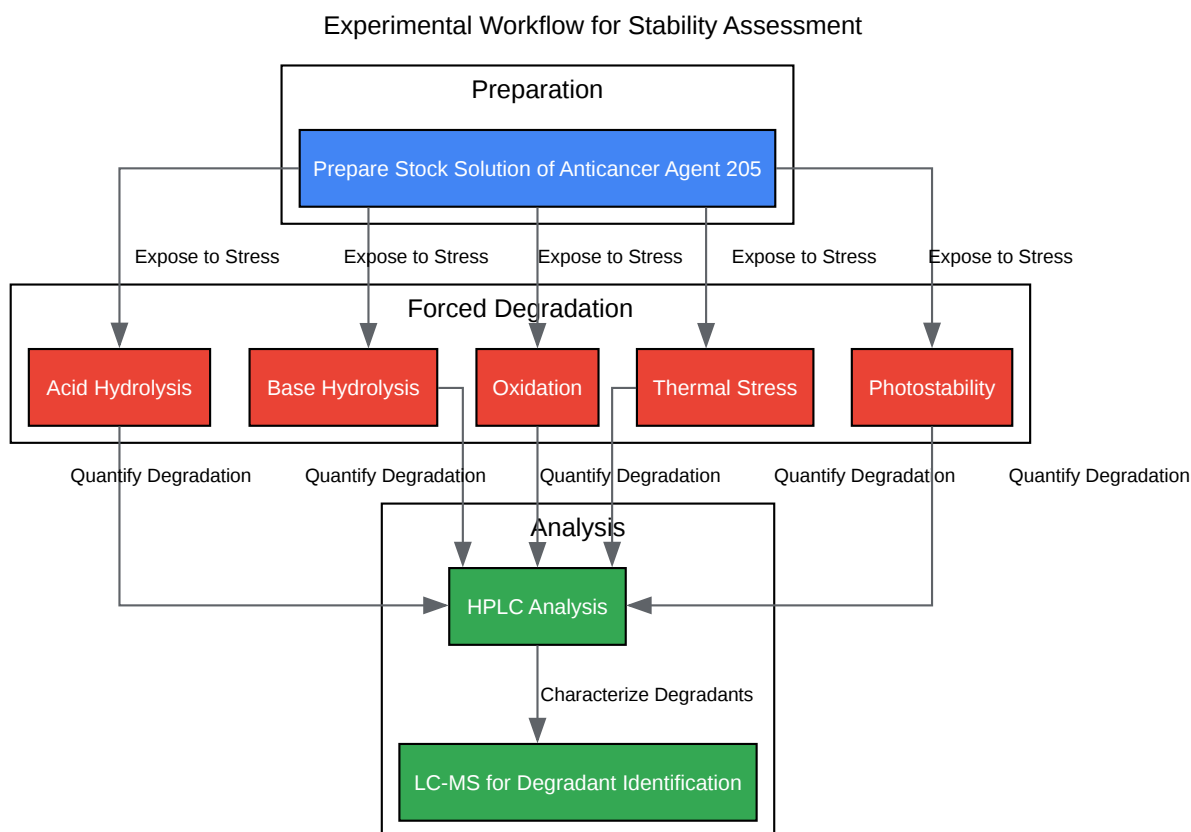 Experimental Workflow for Stability Assessment
Preparation
Prepare Stock Solution of Anticancer Agent 205
Expose to Stress
Expose to Stress
Expose to Stress
Expose to Stress
Expose to Stress
Forced Degradation
Acid Hydrolysis
Base Hydrolysis
Oxidation
Thermal Stress
Photostability
Quantify Degradation
Quantify Degradation
Quantify Degradation
Quantify Degradation
Quantify Degradation
Analysis
HPLC Analysis
Characterize Degradants
LC-MS for Degradant Identification